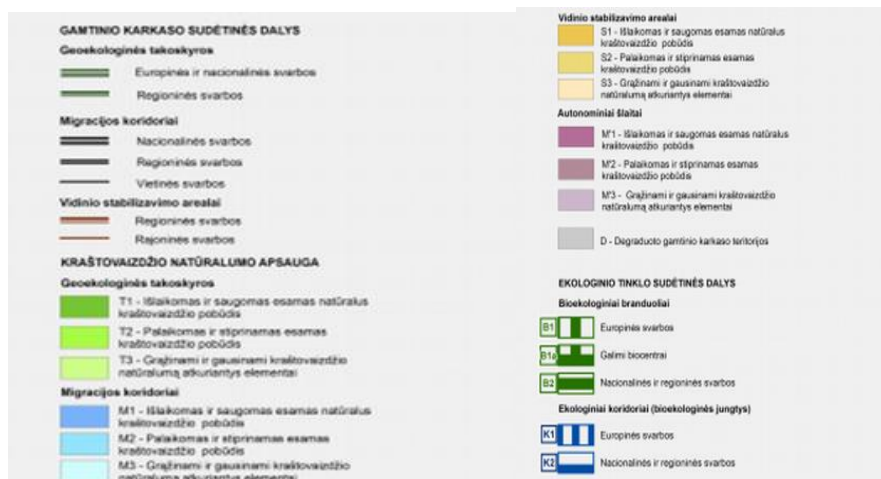 GAMTINIO KARKASO SUDĖTINĖS DALYS
Geoekologinės takoskyros
Europinės ir nacionalinės svarbos
Regioninės svarbos
Migracijos koridoriai
Nacionalinės svarbos
Regioninės svarbos
Vietinės svarbos
Vidinio stabilizavimo arealai
Regioninės svarbos
Rajoninės svarbos
KRAŠTOVAIZDŽIO NATŪRALUMO APSAUGA
Geoekologinės takoskyros
T1 - Išlaikomas ir saugomas esamas natūralus
kraštovaizdžio pobūdis
T2 - Palaikomas ir stiprinamas esamas
kraštovaizdžio pobūdis
T3 - Grąžinami ir gausinami kraštovaizdžio
natūralumą atkuriantys elementai
Migracijos koridoriai
M1 - Išlaikomas ir saugomas esamas natūralus
kraštovaizdžio pobūdis
M2 - Palaikomas ir stiprinamas esamas
kraštovaizdžio pobūdis
M3 - Grąžinami ir gausinami kraštovaizdžio
natūralumą atkuriantys elementai
Vidinio stabilizavimo arealai
S1 - Išlaikomas ir saugomas esamas natūralus
kraštovaizdžio pobūdis
S2 - Palaikomas ir stiprinamas esamas
kraštovaizdžio pobūdis
S3 - Grąžinami ir gausinami kraštovaizdžio
natūralumą atkuriantys elementai
Autonominiai šlaitai
M'1 - Išlaikomas ir saugomas esamas natūralus
kraštovaizdžio pobūdis
M'2 - Palaikomas ir stiprinamas esamas
kraštovaizdžio pobūdis
M'3 - Grąžinami ir gausinami kraštovaizdžio
natūralumą atkuriantys elementai
D - Degraduoto gamtinio karkaso teritorijos
EKOLOGINIO TINKLO SUDĖTINĖS DALYS
Bioekologiniai branduoliai
B1 Europinės svarbos
B1a Galimi biocentrai
B2 Nacionalinės ir regioninės svarbos
Ekologiniai koridoriai (bioekologinės jungtys)
K1 Europinės svarbos
K2 Nacionalinės ir regioninės svarbos